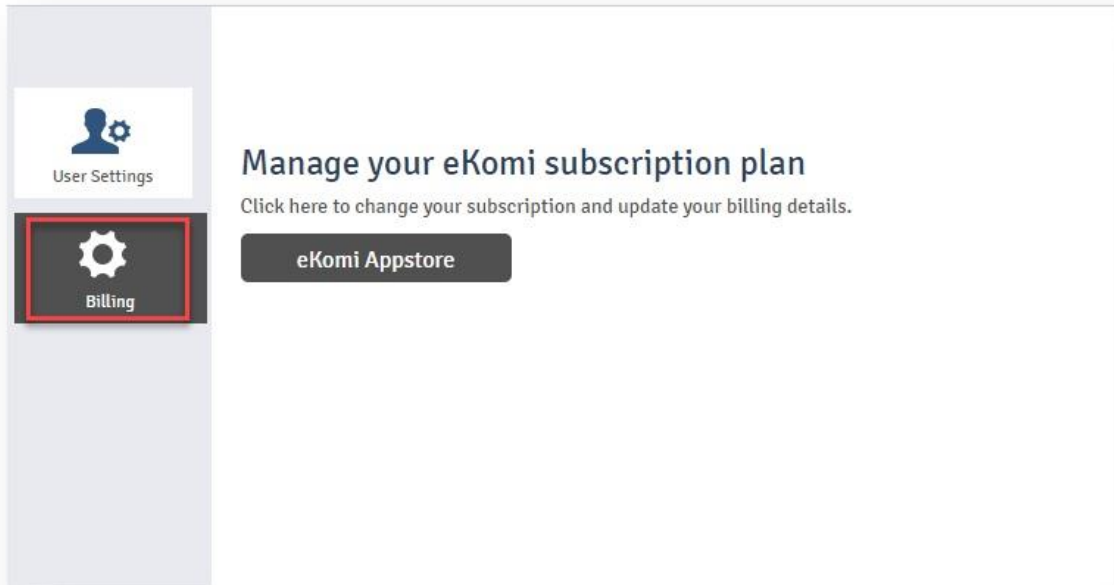 User Settings
Billing
Manage your eKomi subscription plan
Click here to change your subscription and update your billing details.
eKomi Appstore